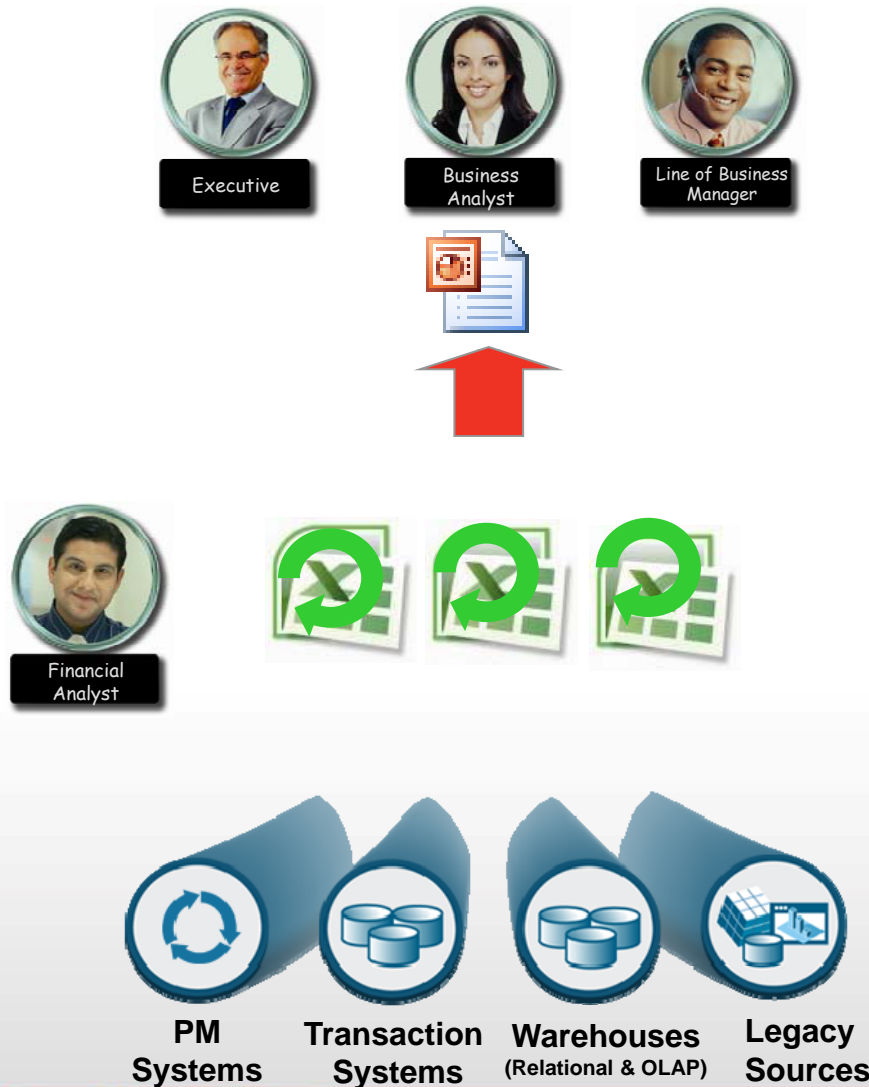 Executive
Business
Analyst
Line of Business
Manager
Financial
Analyst
PM
Systems
Transaction
Systems
Warehouses
(Relational & OLAP)
Legacy
Sources